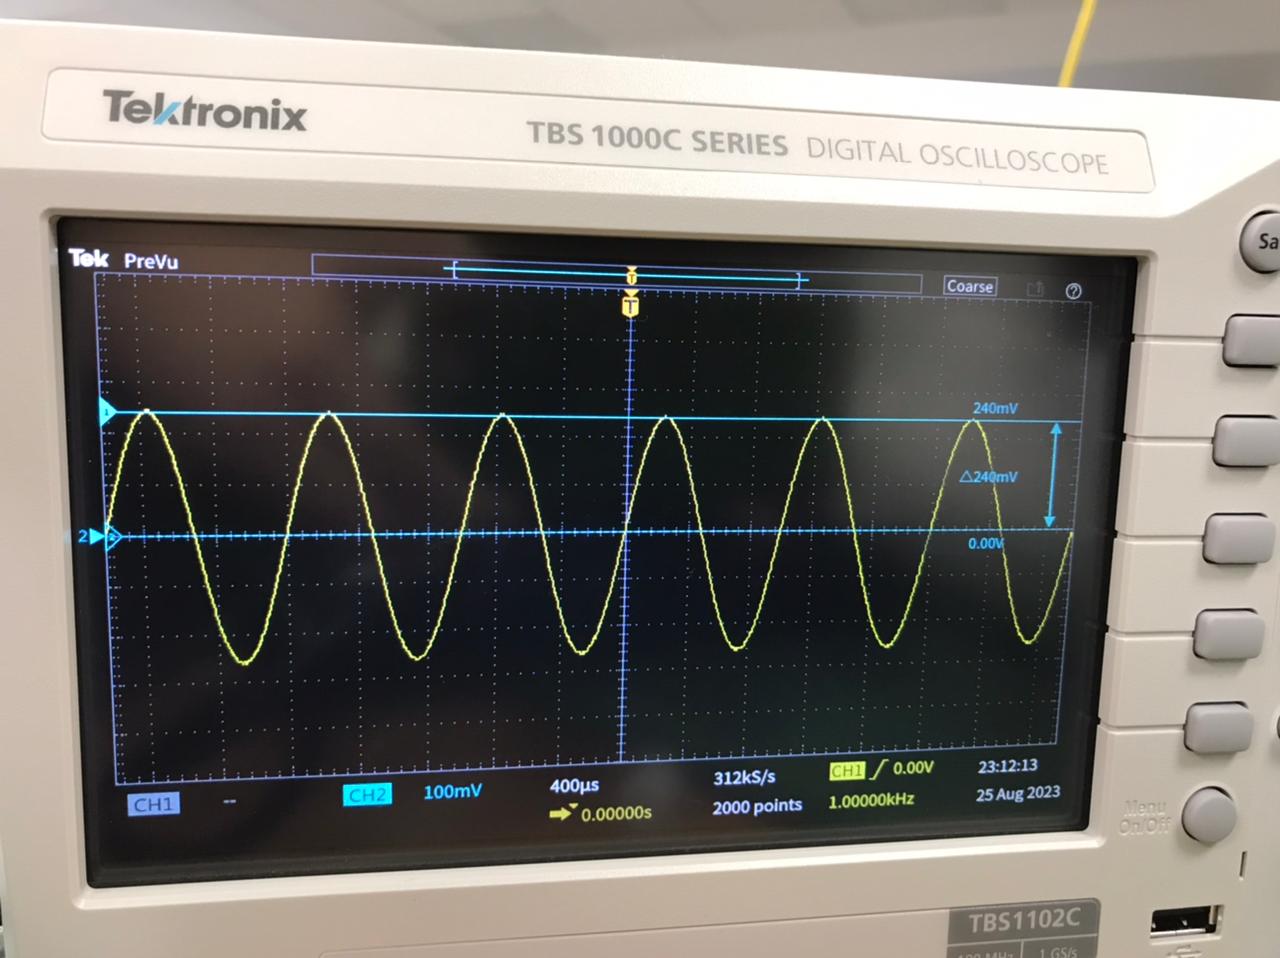 Tektronix
TBS 1000C SERIES DIGITAL OSCILLOSCOPE
Sa
Tek PreVu
T
Coarse
?
T
1
240mV
△240mV
2
2
0.00V
CH1 -- CH2 100mV 400µs 312kS/s CH1 0.00V 23:12:13
0.00000s 2000 points 1.00000kHz 25 Aug 2023
Menu
On/Off
TBS1102C
100 MHz 1 GS/s